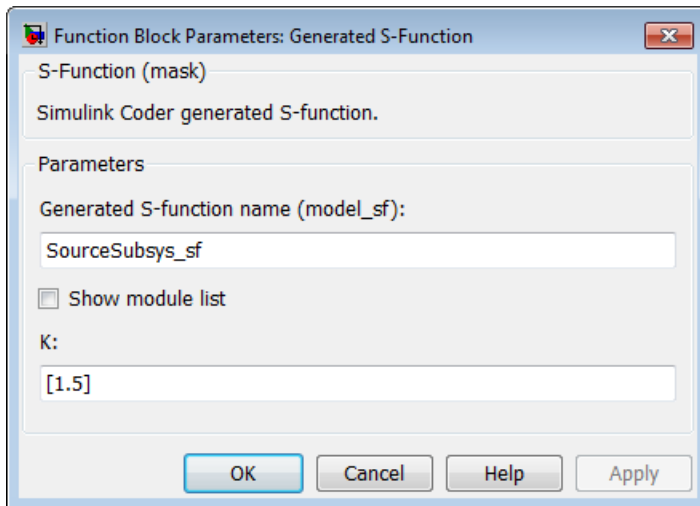 Function Block Parameters: Generated S-Function
S-Function (mask)
Simulink Coder generated S-function.
Parameters
Generated S-function name (model_sf):
SourceSubsys_sf
Show module list
K:
[1.5]
OK Cancel Help Apply